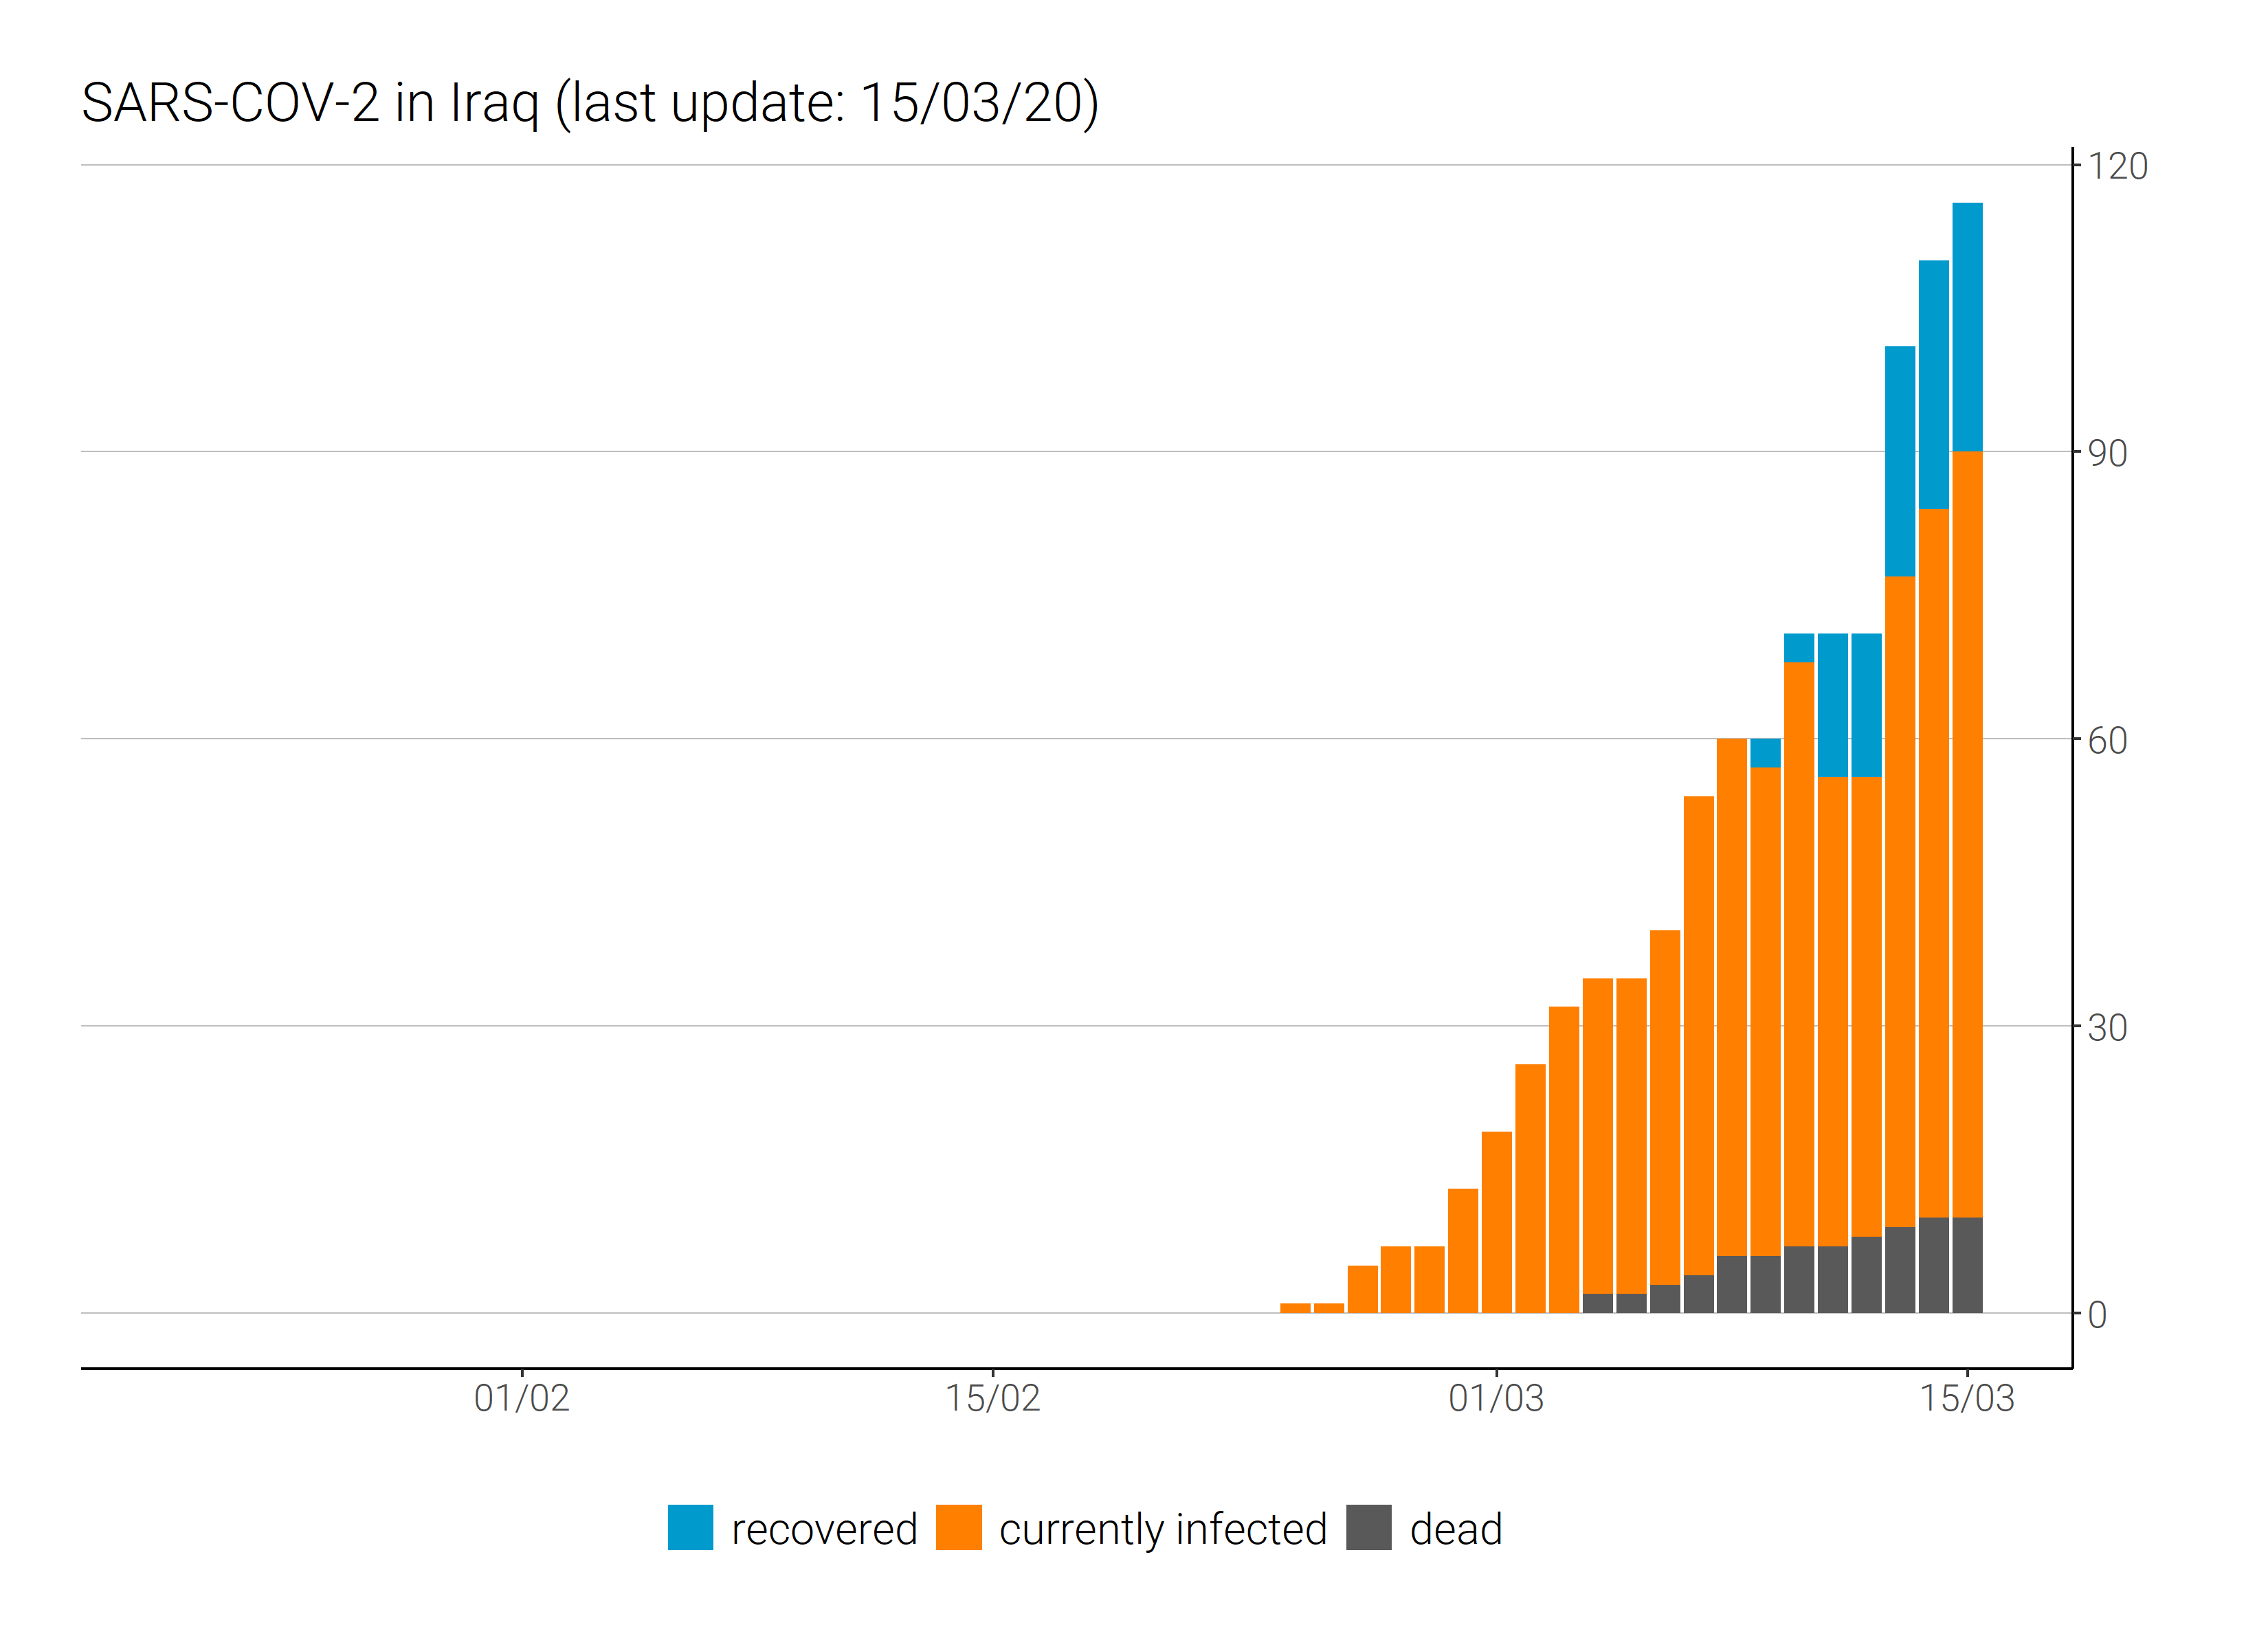 SARS-COV-2 in Iraq (last update: 15/03/20)
120
90
60
30
0
01/02 15/02 01/03 15/03
recovered currently infected dead